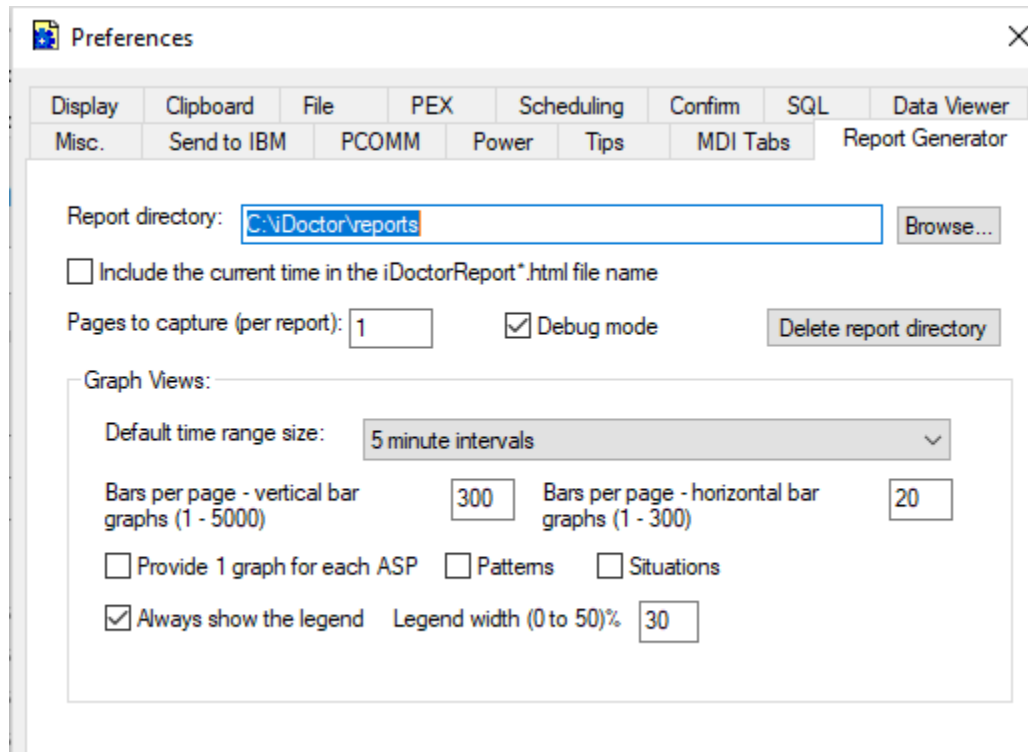 Preferences
Display Clipboard File PEX Scheduling Confirm SQL Data Viewer
Misc. Send to IBM PCOMM Power Tips MDI Tabs Report Generator
Report directory: C:\iDoctor\reports Browse...
Include the current time in the iDoctorReport*.html file name
Pages to capture (per report): 1 Debug mode Delete report directory
Graph Views:
Default time range size: 5 minute intervals
Bars per page - vertical bar 300 Bars per page - horizontal bar 20
graphs (1 - 5000) graphs (1 - 300)
Provide 1 graph for each ASP Patterns Situations
Always show the legend Legend width (0 to 50)% 30